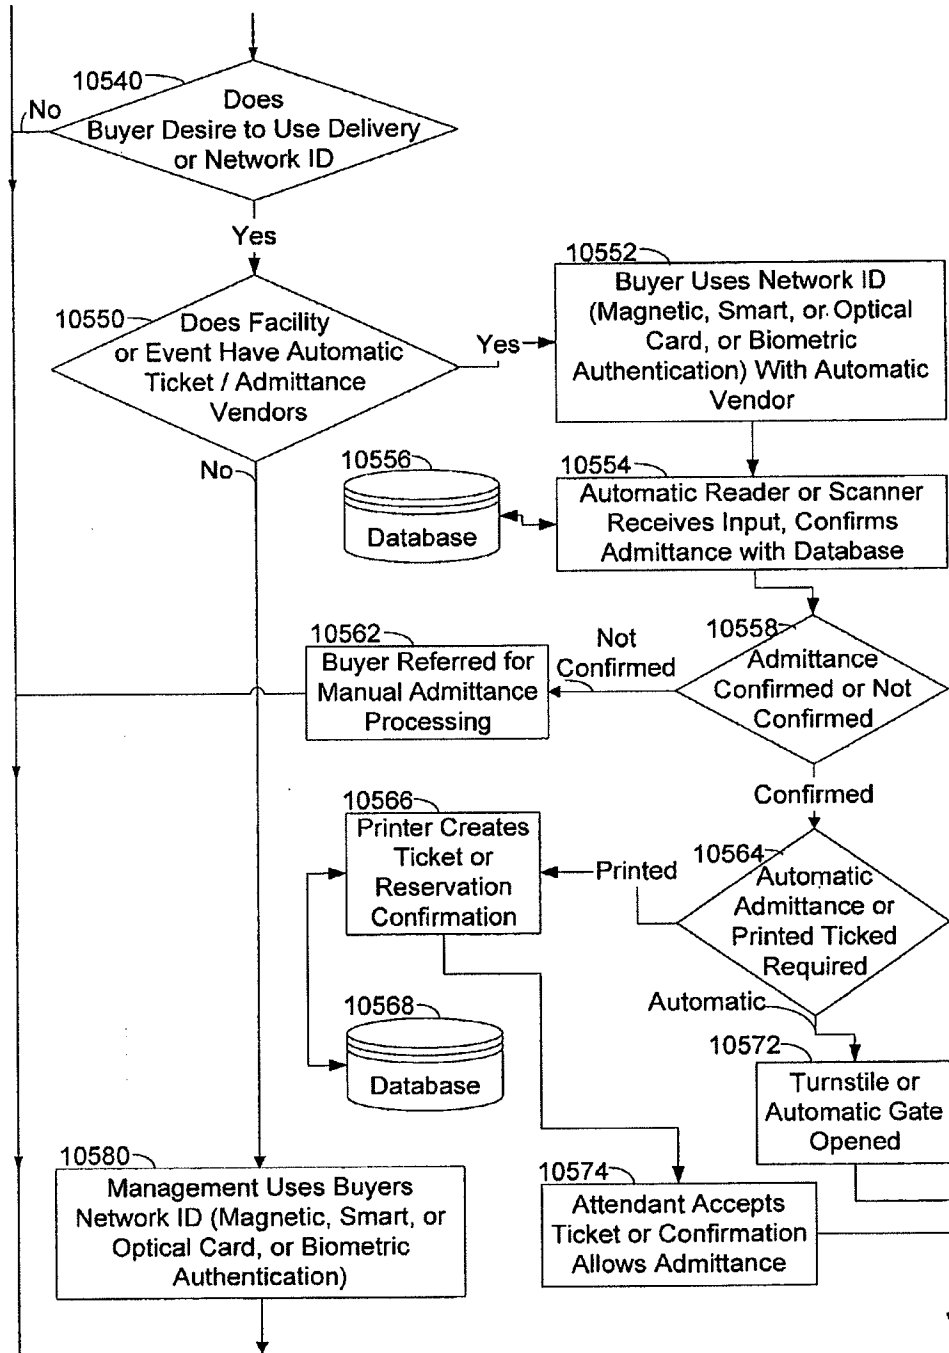 10540
No
Does
Buyer Desire to Use Delivery
or Network ID
Yes
10550
Does Facility
or Event Have Automatic
Ticket / Admittance
Vendors
Yes
No
10552
Buyer Uses Network ID
(Magnetic, Smart, or Optical
Card, or Biometric
Authentication) With Automatic
Vendor
10556
Database
10554
Automatic Reader or Scanner
Receives Input, Confirms
Admittance with Database
10558
Admittance
Confirmed or Not
Confirmed
Not
Confirmed
10562
Buyer Referred for
Manual Admittance
Processing
Confirmed
10564
Automatic
Admittance or
Printed Ticked
Required
Printed
10566
Printer Creates
Ticket or
Reservation
Confirmation
10568
Database
Automatic
10572
Turnstile or
Automatic Gate
Opened
10574
Attendant Accepts
Ticket or Confirmation
Allows Admittance
10580
Management Uses Buyers
Network ID (Magnetic, Smart, or
Optical Card, or Biometric
Authentication)